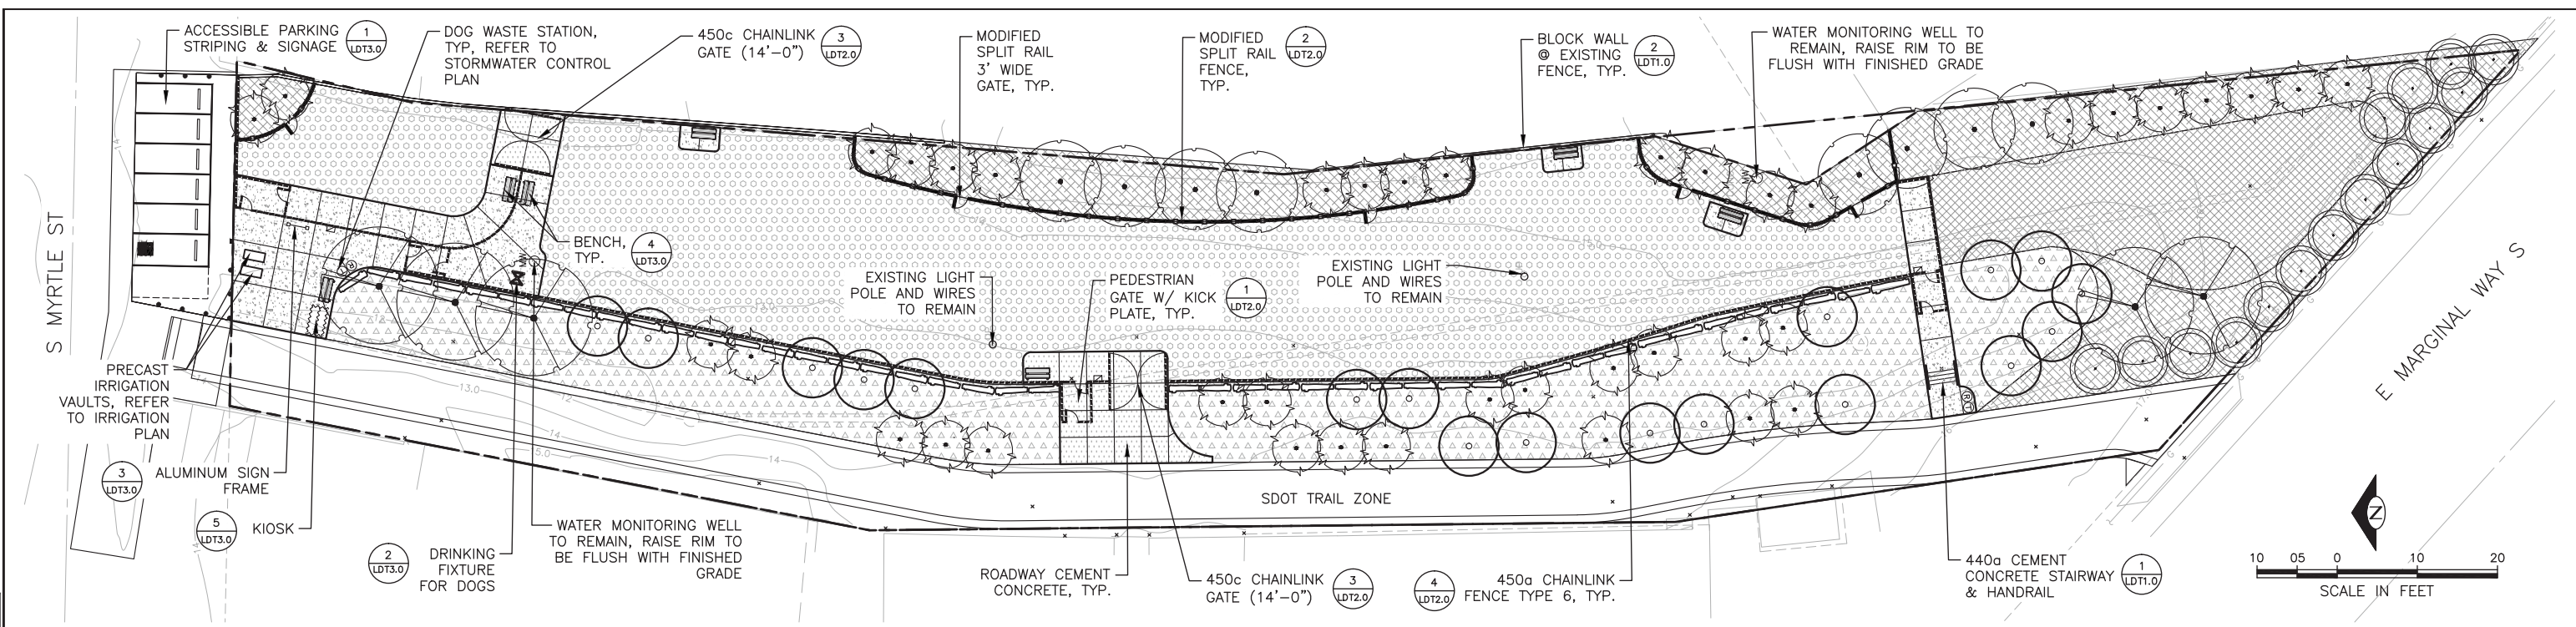 ACCESSIBLE PARKING
STRIPING & SIGNAGE
1
LDT3.0
DOG WASTE STATION,
TYP, REFER TO
STORMWATER CONTROL
PLAN
450c CHAINLINK
GATE (14'-0")
3
LDT2.0
MODIFIED
SPLIT RAIL
3' WIDE
GATE, TYP.
MODIFIED
SPLIT RAIL
FENCE,
TYP.
2
LDT2.0
BLOCK WALL
@ EXISTING
FENCE, TYP.
2
LDT1.0
WATER MONITORING WELL TO
REMAIN, RAISE RIM TO BE
FLUSH WITH FINISHED GRADE
S MYRTLE ST
BENCH,
TYP.
4
LDT3.0
EXISTING LIGHT
POLE AND WIRES
TO REMAIN
PEDESTRIAN
GATE W/ KICK
PLATE, TYP.
1
LDT2.0
EXISTING LIGHT
POLE AND WIRES
TO REMAIN
E MARGINAL WAY S
PRECAST
IRRIGATION
VAULTS, REFER
TO IRRIGATION
PLAN
13.0
12
14
15.0
14
3
LDT3.0
ALUMINUM SIGN
FRAME
5
LDT3.0
KIOSK
2
LDT3.0
DRINKING
FIXTURE
FOR DOGS
WATER MONITORING WELL
TO REMAIN, RAISE RIM TO
BE FLUSH WITH FINISHED
GRADE
SDOT TRAIL ZONE
ROADWAY CEMENT
CONCRETE, TYP.
450c CHAINLINK
GATE (14'-0")
3
LDT2.0
4
LDT2.0
450a CHAINLINK
FENCE TYPE 6, TYP.
440a CEMENT
CONCRETE STAIRWAY
& HANDRAIL
1
LDT1.0
N
10 05 0 10 20
SCALE IN FEET